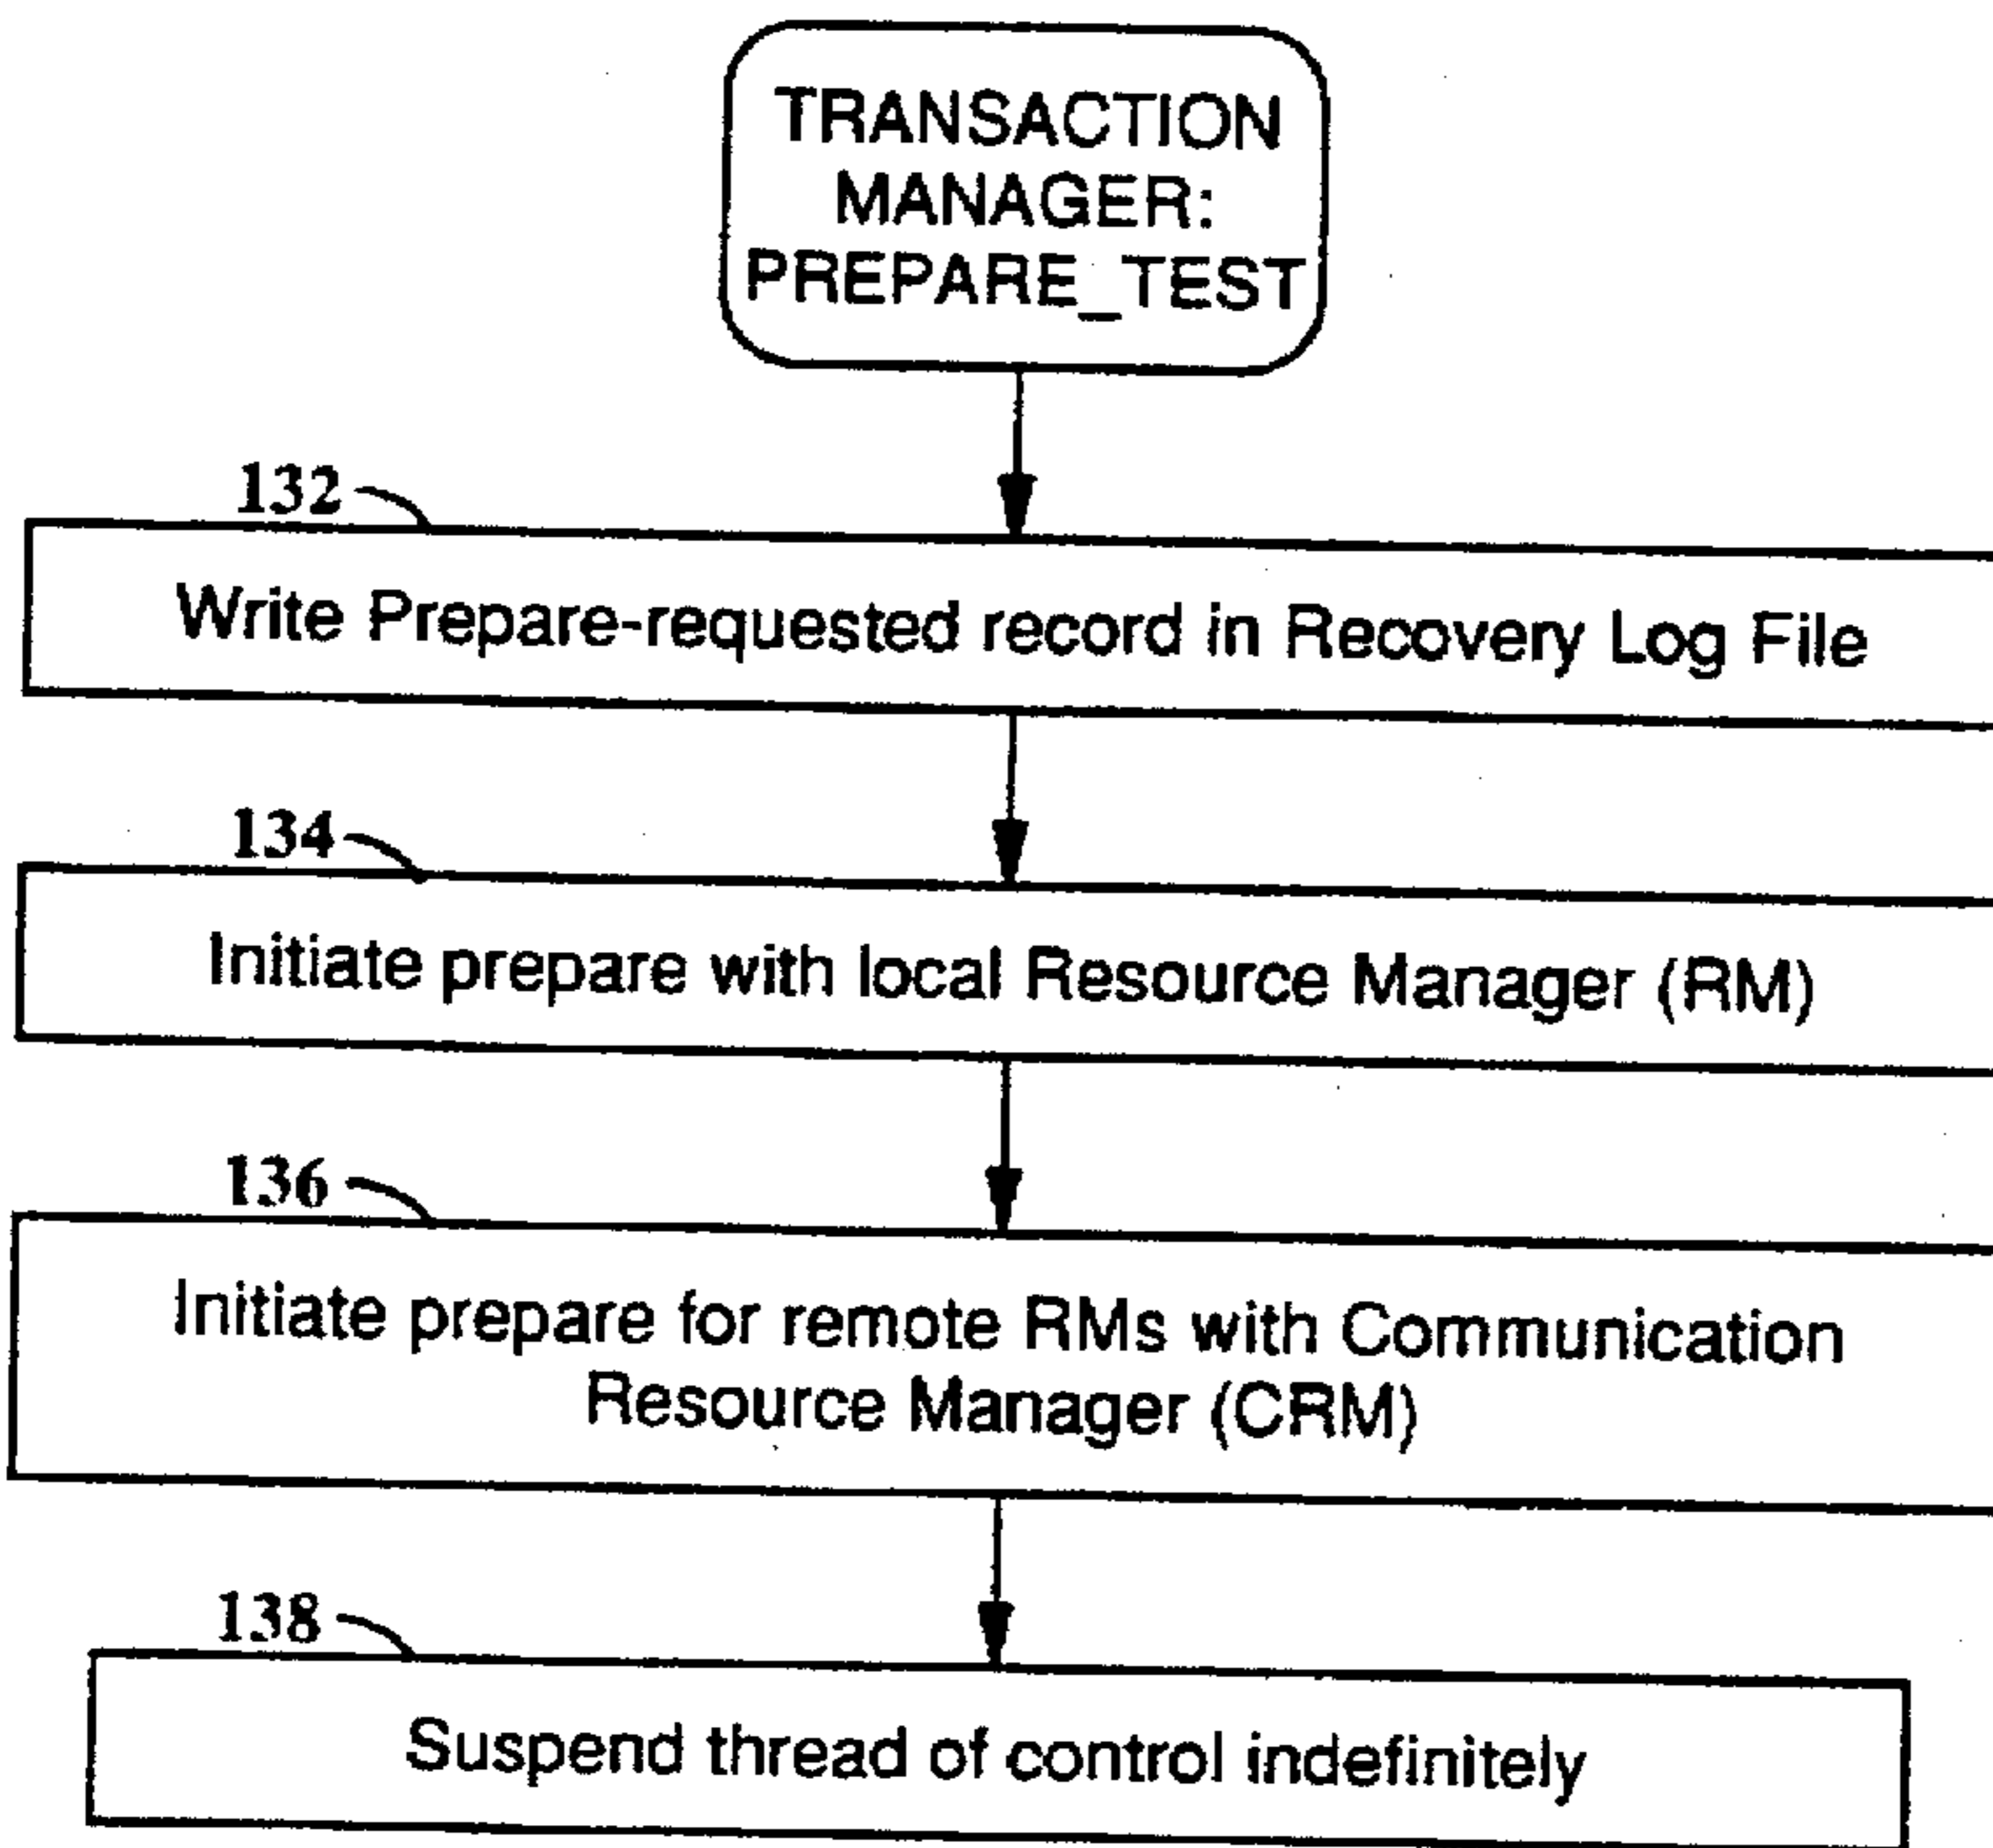 TRANSACTION
MANAGER:
PREPARE_TEST
132
Write Prepare-requested record in Recovery Log File
134
Initiate prepare with local Resource Manager (RM)
136
Initiate prepare for remote RMs with Communication
Resource Manager (CRM)
138
Suspend thread of control indefinitely